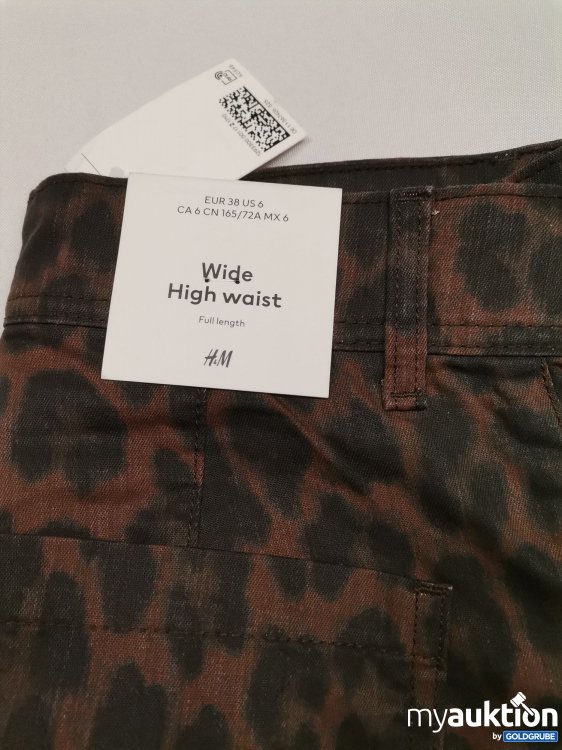 EUR 38 US 6
CA 6 CN 165/72A MX 6
Wide
High waist
Full length
H&M
myauktion
by GOLDGRUBE